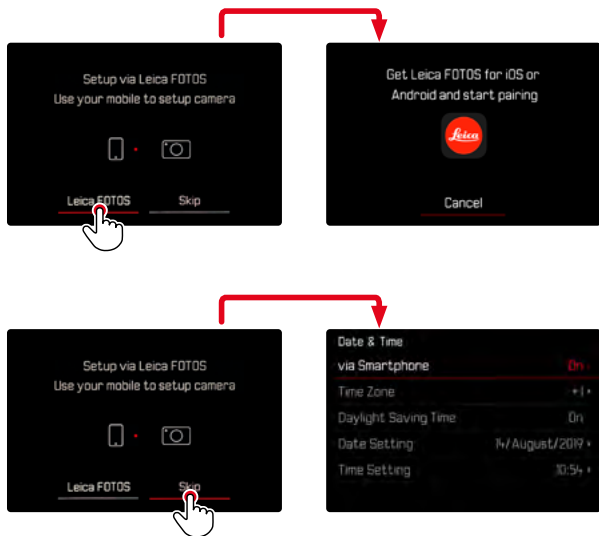 Setup via Leica FOTOS
Use your mobile to setup camera
Leica FOTOS Skip
Get Leica FOTOS for iOS or
Android and start pairing
Leica
Cancel
Setup via Leica FOTOS
Use your mobile to setup camera
Leica FOTOS Skip
Date & Time
via Smartphone On
Time Zone +1
Daylight Saving Time On
Date Setting 14/August/2019
Time Setting 10:54